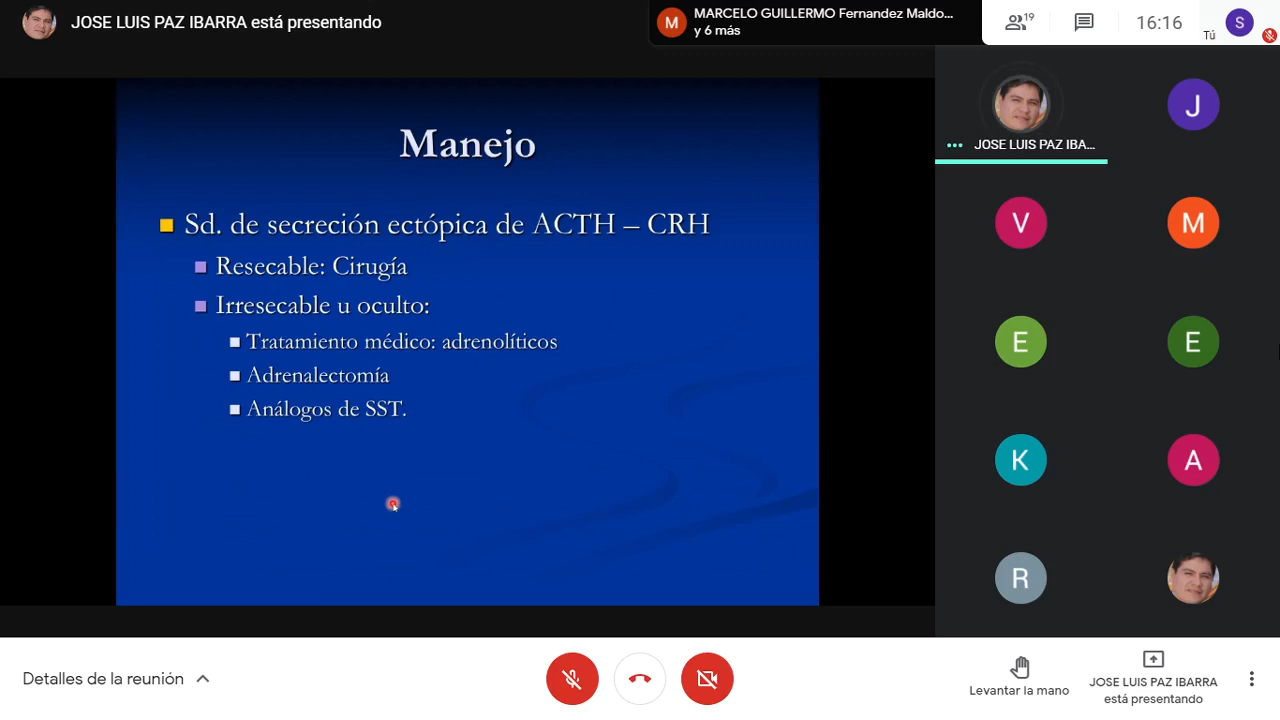 JOSE LUIS PAZ IBARRA está presentando
M
MARCELO GUILLERMO Fernandez Maldo...
y 6 más
19
16:16
Tú
S
Manejo
Sd. de secreción ectópica de ACTH – CRH
Resecable: Cirugía
Irresecable u oculto:
Tratamiento médico: adrenolíticos
Adrenalectomía
Análogos de SST.
JOSE LUIS PAZ IBA...
J
V
M
E
E
K
A
R
Detalles de la reunión
Levantar la mano
JOSE LUIS PAZ IBARRA
está presentando